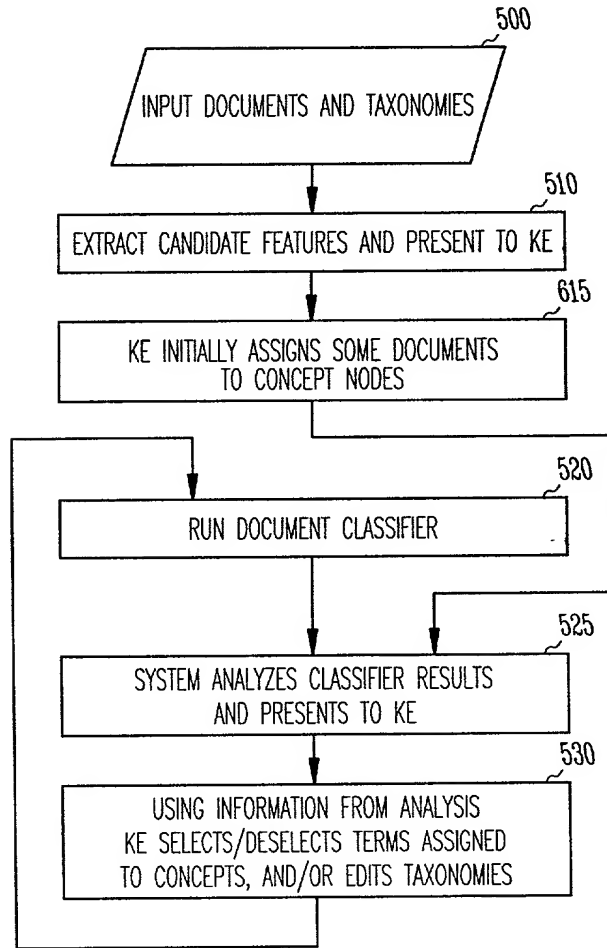 500
INPUT DOCUMENTS AND TAXONOMIES
510
EXTRACT CANDIDATE FEATURES AND PRESENT TO KE
615
KE INITIALLY ASSIGNS SOME DOCUMENTS
TO CONCEPT NODES
520
RUN DOCUMENT CLASSIFIER
525
SYSTEM ANALYZES CLASSIFIER RESULTS
AND PRESENTS TO KE
530
USING INFORMATION FROM ANALYSIS
KE SELECTS/DESELECTS TERMS ASSIGNED
TO CONCEPTS, AND/OR EDITS TAXONOMIES